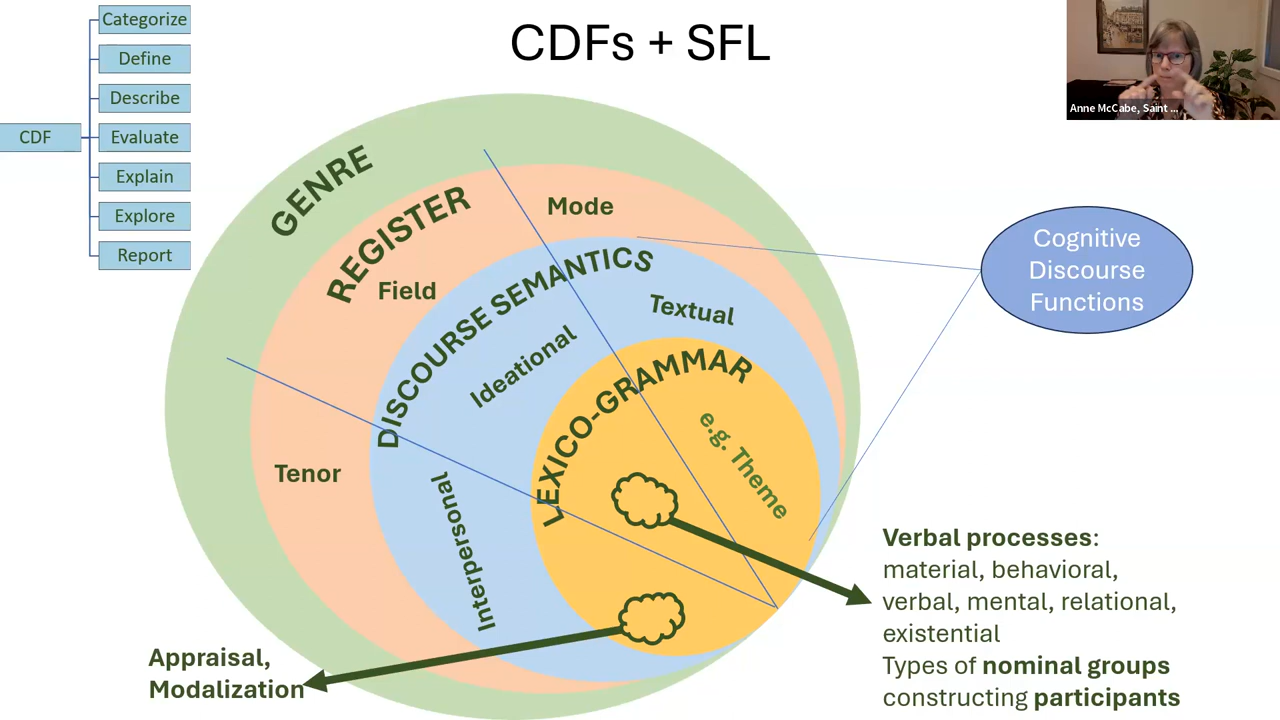 CDFs + SFL
CDF
Categorize
Define
Describe
Evaluate
Explain
Explore
Report
Anne McCabe, Saint ...
GENRE
REGISTER
Mode
Field
Tenor
DISCOURSE SEMANTICS
Textual
Ideational
Interpersonal
LEXICO-GRAMMAR
e.g. Theme
Cognitive
Discourse
Functions
Verbal processes:
material, behavioral,
verbal, mental, relational,
existential
Types of nominal groups
constructing participants
Appraisal,
Modalization